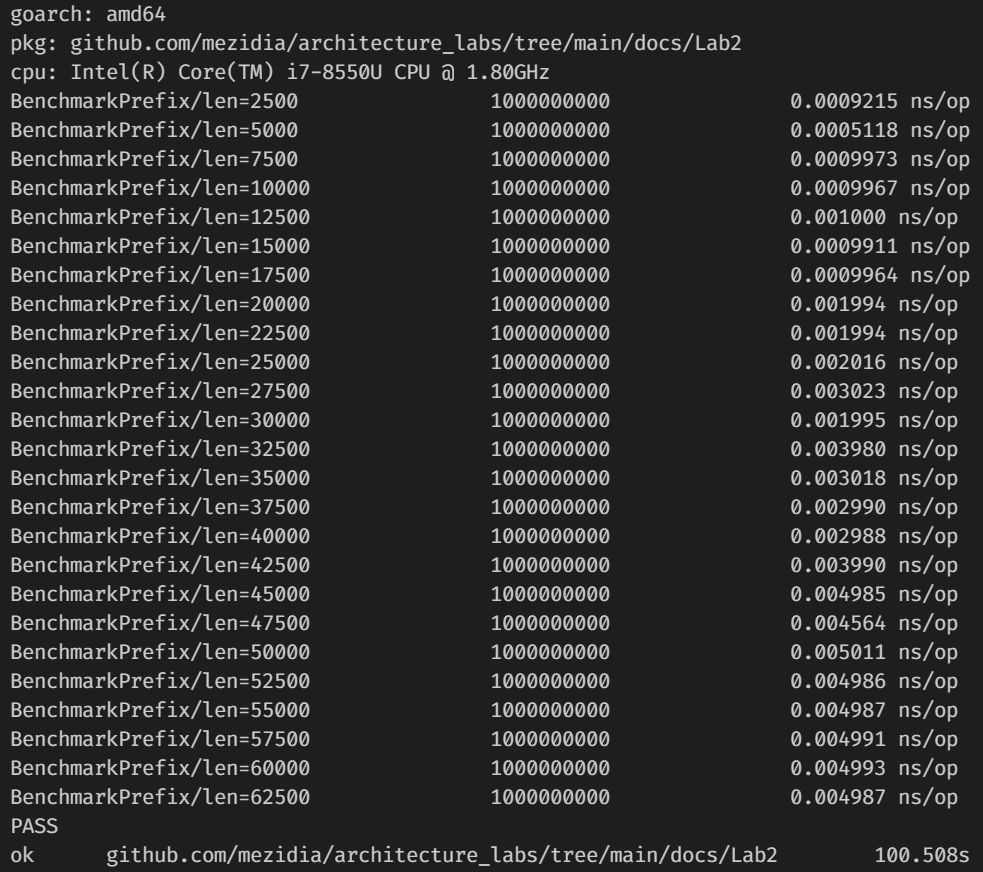 goarch: amd64
pkg: github.com/mezidia/architecture_labs/tree/main/docs/Lab2
cpu: Intel(R) Core(TM) i7-8550U CPU @ 1.80GHz
BenchmarkPrefix/len=2500 1000000000 0.0009215 ns/op
BenchmarkPrefix/len=5000 1000000000 0.0005118 ns/op
BenchmarkPrefix/len=7500 1000000000 0.0009973 ns/op
BenchmarkPrefix/len=10000 1000000000 0.0009967 ns/op
BenchmarkPrefix/len=12500 1000000000 0.001000 ns/op
BenchmarkPrefix/len=15000 1000000000 0.0009911 ns/op
BenchmarkPrefix/len=17500 1000000000 0.0009964 ns/op
BenchmarkPrefix/len=20000 1000000000 0.001994 ns/op
BenchmarkPrefix/len=22500 1000000000 0.001994 ns/op
BenchmarkPrefix/len=25000 1000000000 0.002016 ns/op
BenchmarkPrefix/len=27500 1000000000 0.003023 ns/op
BenchmarkPrefix/len=30000 1000000000 0.001995 ns/op
BenchmarkPrefix/len=32500 1000000000 0.003980 ns/op
BenchmarkPrefix/len=35000 1000000000 0.003018 ns/op
BenchmarkPrefix/len=37500 1000000000 0.002990 ns/op
BenchmarkPrefix/len=40000 1000000000 0.002988 ns/op
BenchmarkPrefix/len=42500 1000000000 0.003990 ns/op
BenchmarkPrefix/len=45000 1000000000 0.004985 ns/op
BenchmarkPrefix/len=47500 1000000000 0.004564 ns/op
BenchmarkPrefix/len=50000 1000000000 0.005011 ns/op
BenchmarkPrefix/len=52500 1000000000 0.004986 ns/op
BenchmarkPrefix/len=55000 1000000000 0.004987 ns/op
BenchmarkPrefix/len=57500 1000000000 0.004991 ns/op
BenchmarkPrefix/len=60000 1000000000 0.004993 ns/op
BenchmarkPrefix/len=62500 1000000000 0.004987 ns/op
PASS
ok github.com/mezidia/architecture_labs/tree/main/docs/Lab2 100.508s